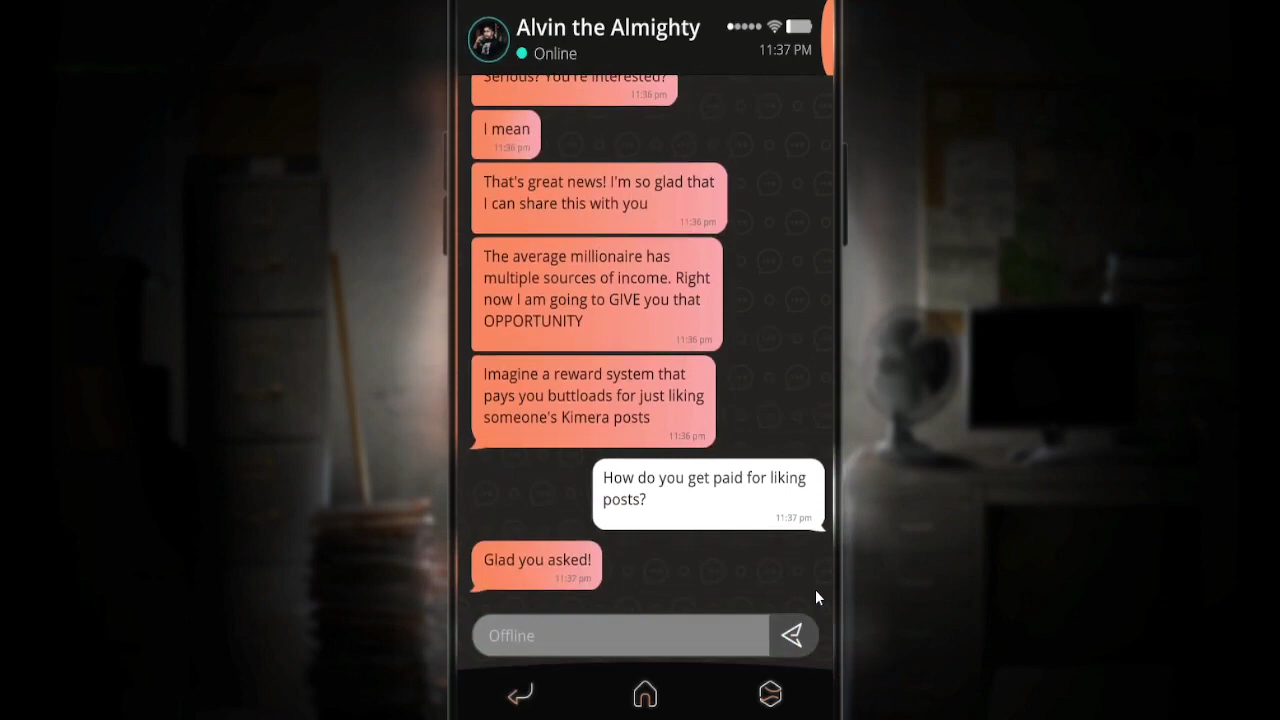 Alvin the Almighty
Online
11:37 PM
Serious? You're interested?
11:36 pm
I mean
11:36 pm
That's great news! I'm so glad that
I can share this with you
11:36 pm
The average millionaire has
multiple sources of income. Right
now I am going to GIVE you that
OPPORTUNITY
11:36 pm
Imagine a reward system that
pays you buttloads for just liking
someone's Kimera posts
11:36 pm
How do you get paid for liking
posts?
11:37 pm
Glad you asked!
11:37 pm
Offline